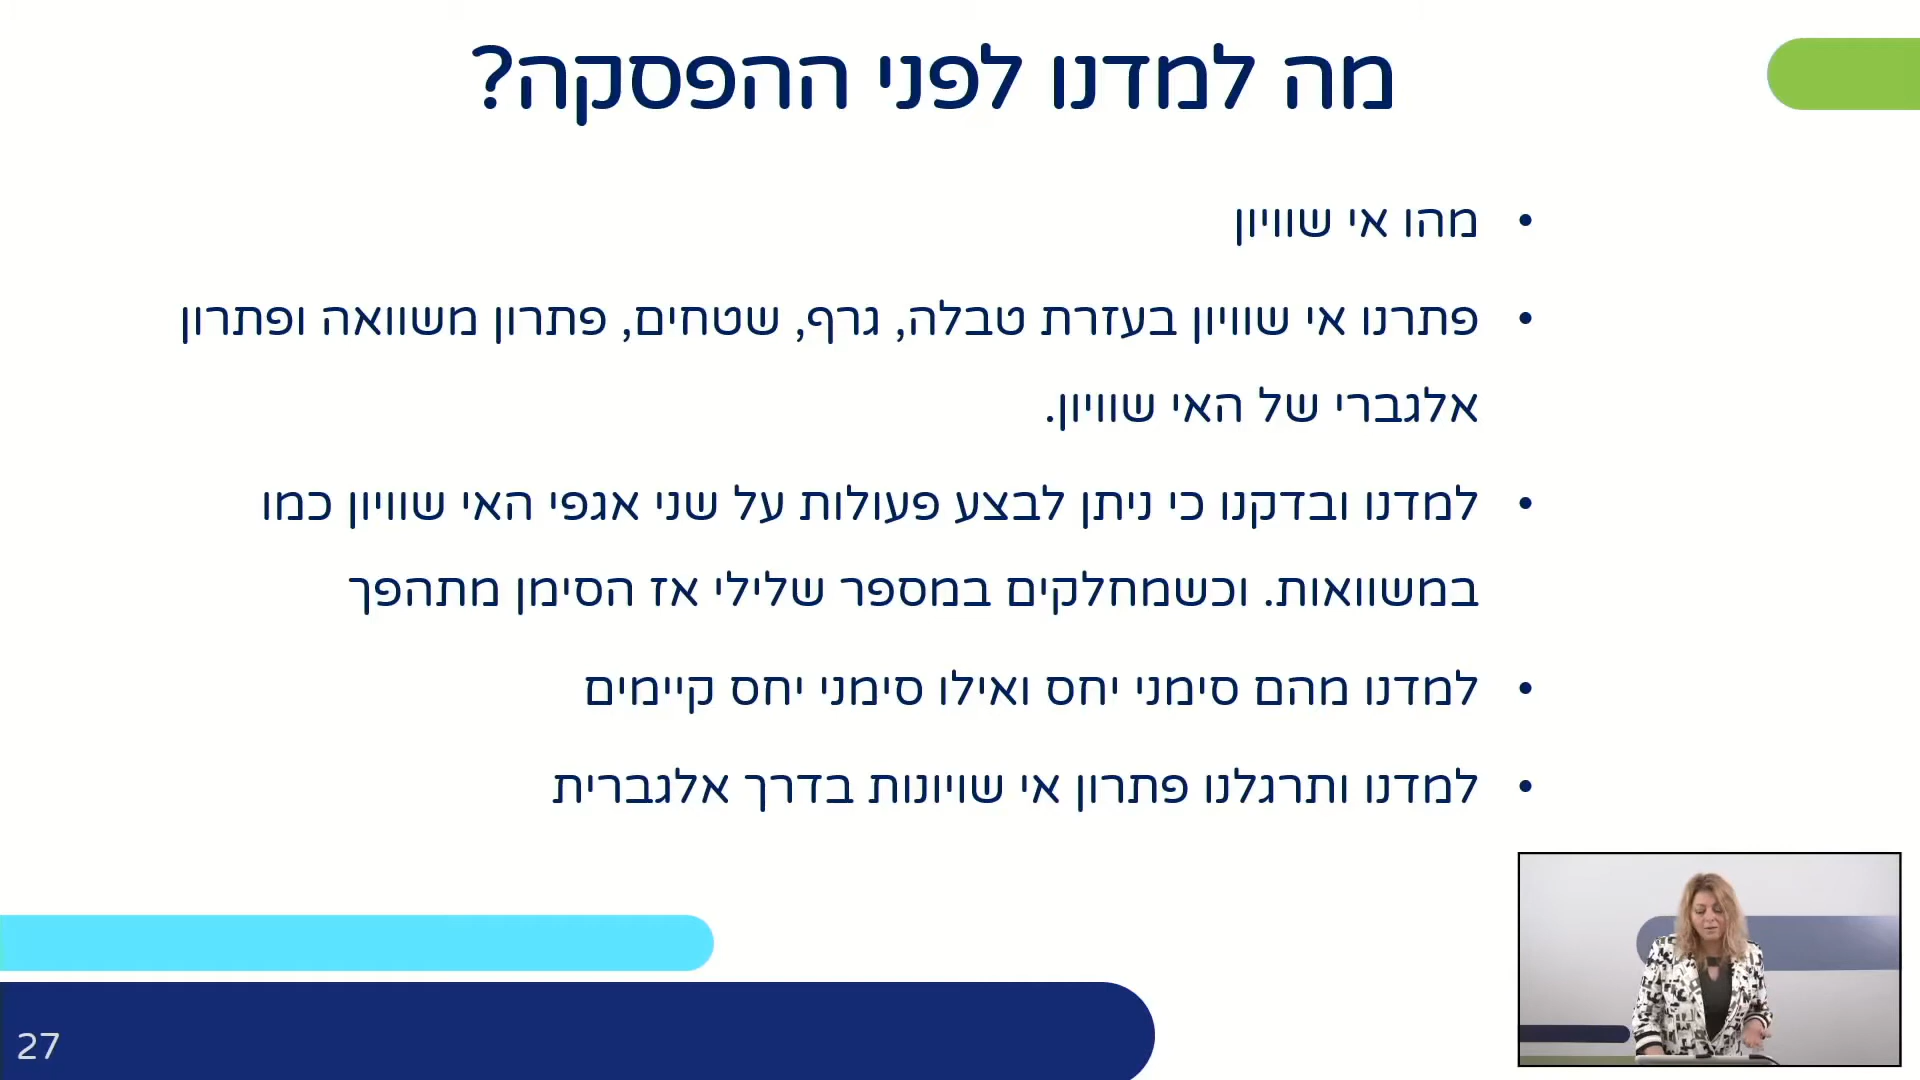 מה למדנו לפני ההפסקה?
• מהו אי שוויון
• פתרנו אי שוויון בעזרת טבלה, גרף, שטחים, פתרון משוואה ופתרון
אלגברי של האי שוויון.
• למדנו ובדקנו כי ניתן לבצע פעולות על שני אגפי האי שוויון כמו
במשוואות. וכשמחלקים במספר שלילי אז הסימן מתהפך
• למדנו מהם סימני יחס ואילו סימני יחס קיימים
• למדנו ותרגלנו פתרון אי שויונות בדרך אלגברית
27